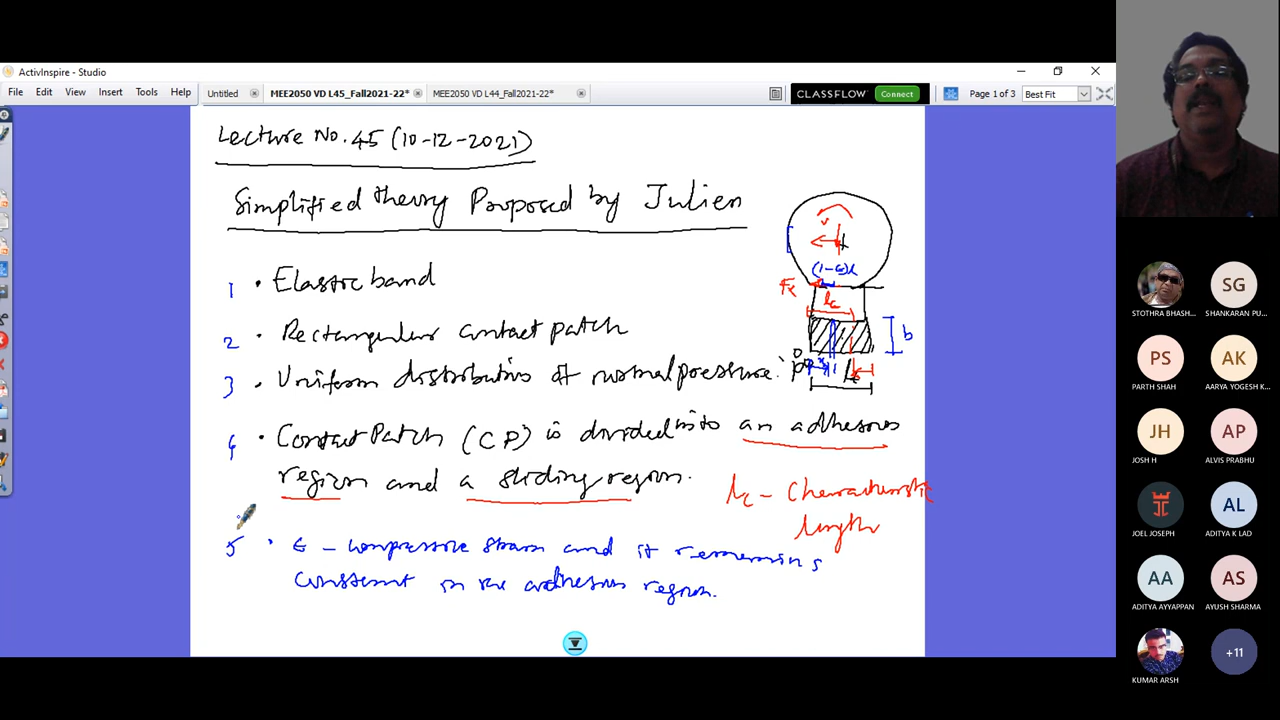 ActivInspire - Studio
File Edit View Insert Tools Help
Untitled
MEE2050 VD L45_Fall2021-22*
MEE2050 VD L44_Fall2021-22*
CLASSFLOW Connect
Page 1 of 3
Best Fit
Lecture No.45 (10-12-2021)
Simplified theory Proposed by Julien
1 • Elastic band
2 • Rectangular contact patch
3 • Uniform distribution of normal pressure: p
4 • Contact Patch (CP) is divided into an adhesion
region and a sliding region.
5 • ε - compressive strain and it remains
constant in the adhesion region.
lc - Characteristic
length
v
(1-ε)x
Fx
lc
b
0
x
STOTHRA BHASH...
SG
SHANKARAN PU...
PS
PARTH SHAH
AK
AARYA YOGESH K...
JH
JOSH H
AP
ALVIS PRABHU
JOEL JOSEPH
AL
ADITYA K LAD
AA
ADITYA AYYAPPAN
AS
AYUSH SHARMA
KUMAR ARSH
+11